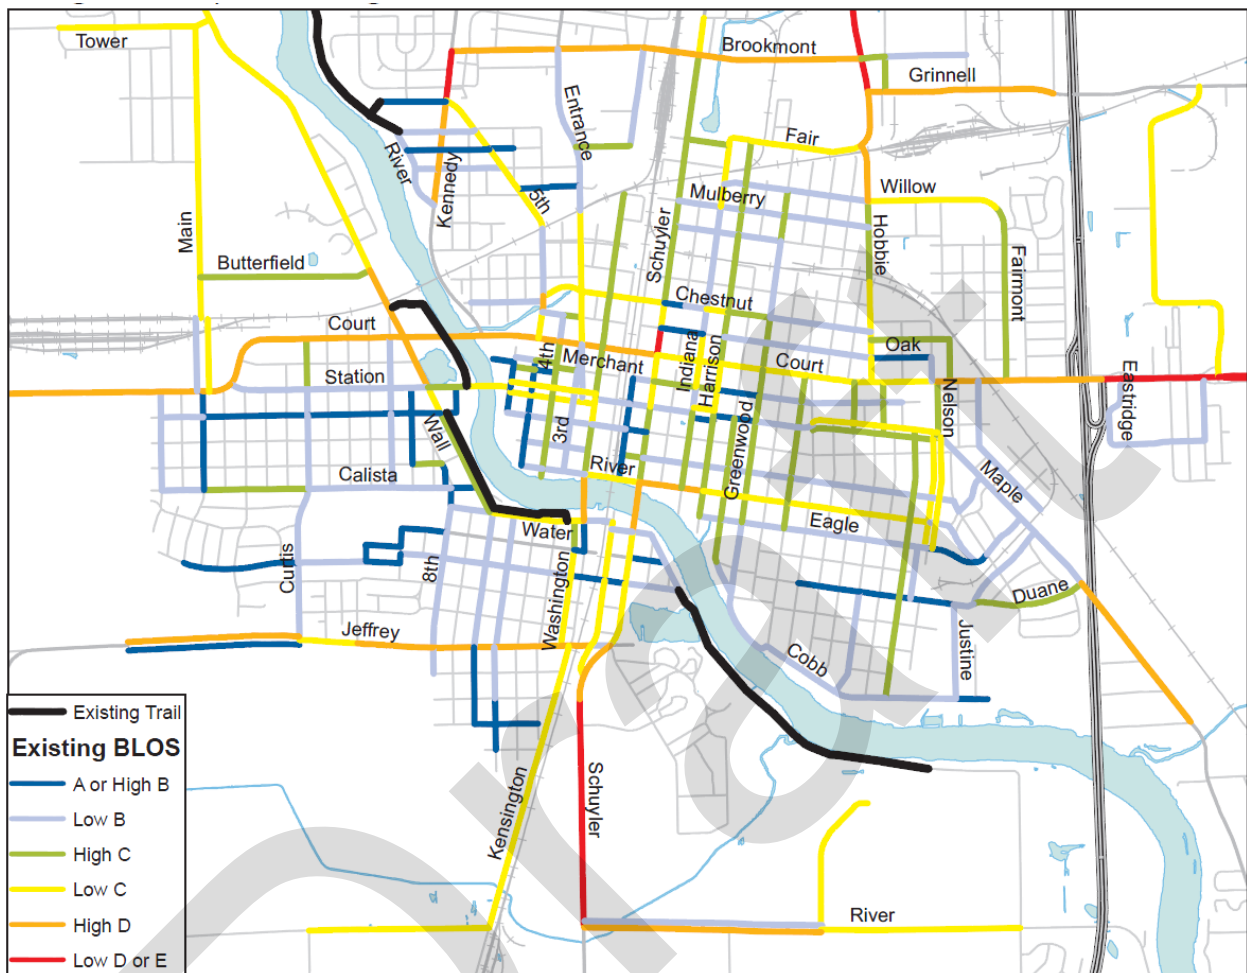 Tower
Brookmont
Grinnell
Entrance
Fair
River
Kennedy
5th
Mulberry
Willow
Main
Schuyler
Hobbie
Butterfield
Fairmont
Chestnut
Court
Oak
4th
Merchant
Indiana
Harrison
Court
Station
Nelson
Eastridge
Wall
3rd
Greenwood
River
Maple
Calista
Eagle
Water
Curtis
8th
Washington
Duane
Jeffrey
Cobb
Justine
Existing Trail
Existing BLOS
A or High B
Low B
High C
Low C
High D
Low D or E
Kensington
Schuyler
River